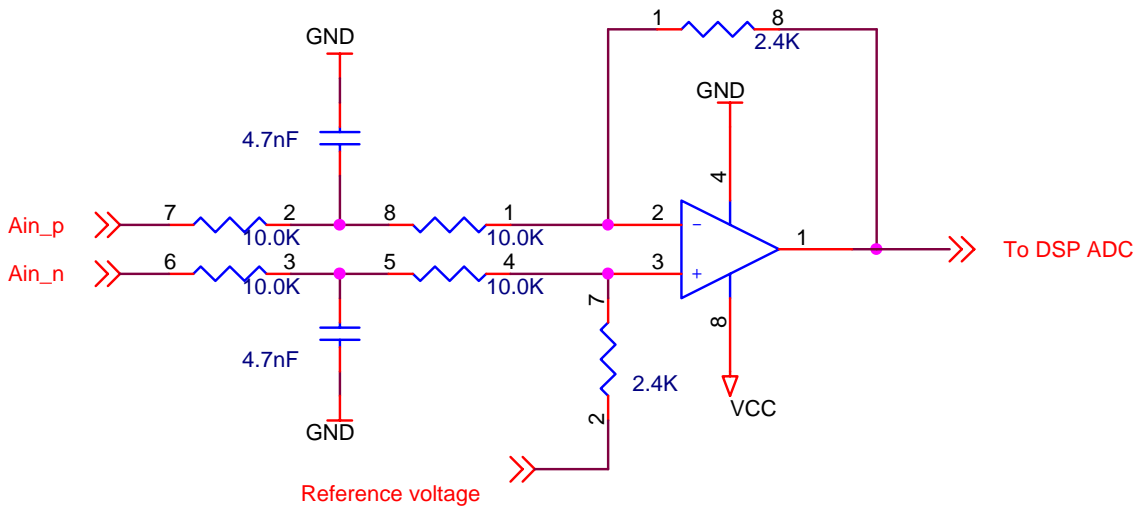 1 8
2.4K
GND
GND
4.7nF
4
Ain_p 7 2 8 1 2 − 1
10.0K 10.0K
To DSP ADC
Ain_n 6 3 5 4 3 +
10.0K 10.0K
7
8
4.7nF
2.4K
VCC
2
GND
Reference voltage